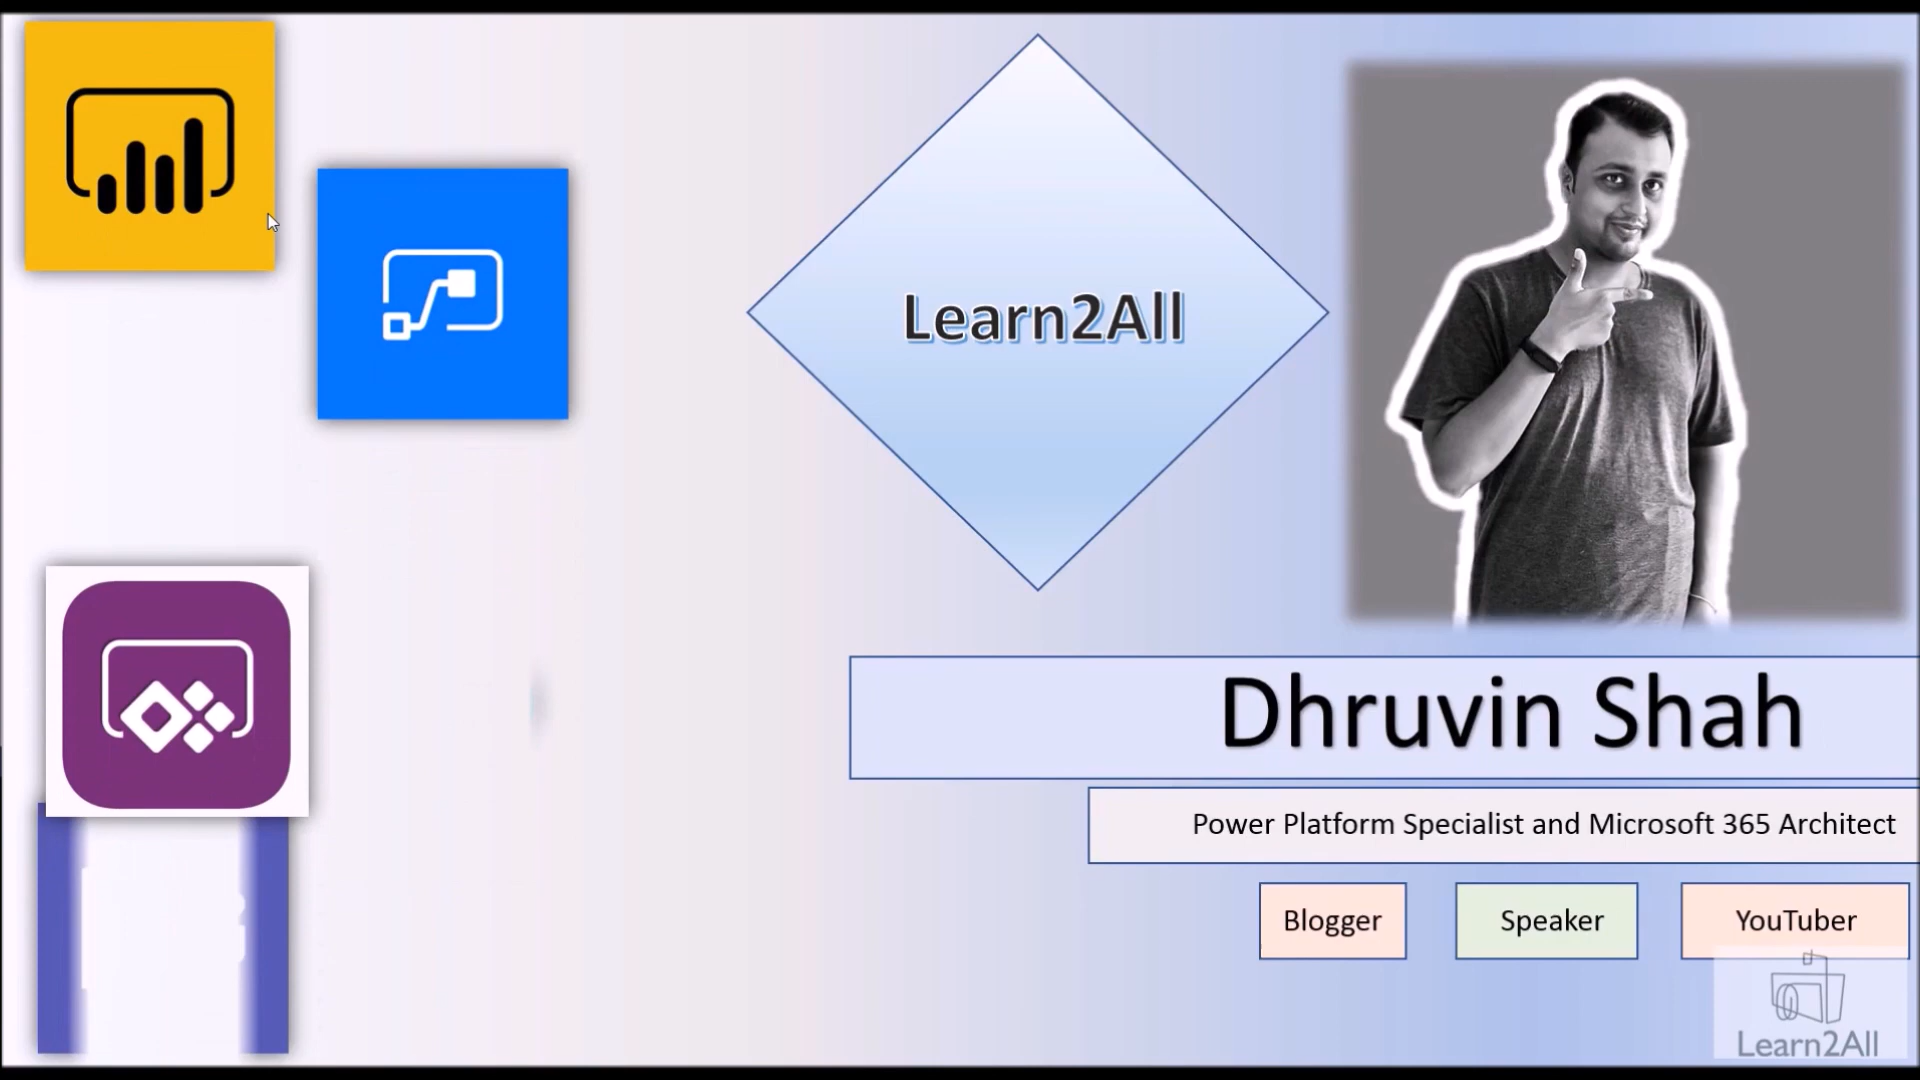 Learn2All
Dhruvin Shah
Power Platform Specialist and Microsoft 365 Architect
Blogger
Speaker
YouTuber
Learn2All